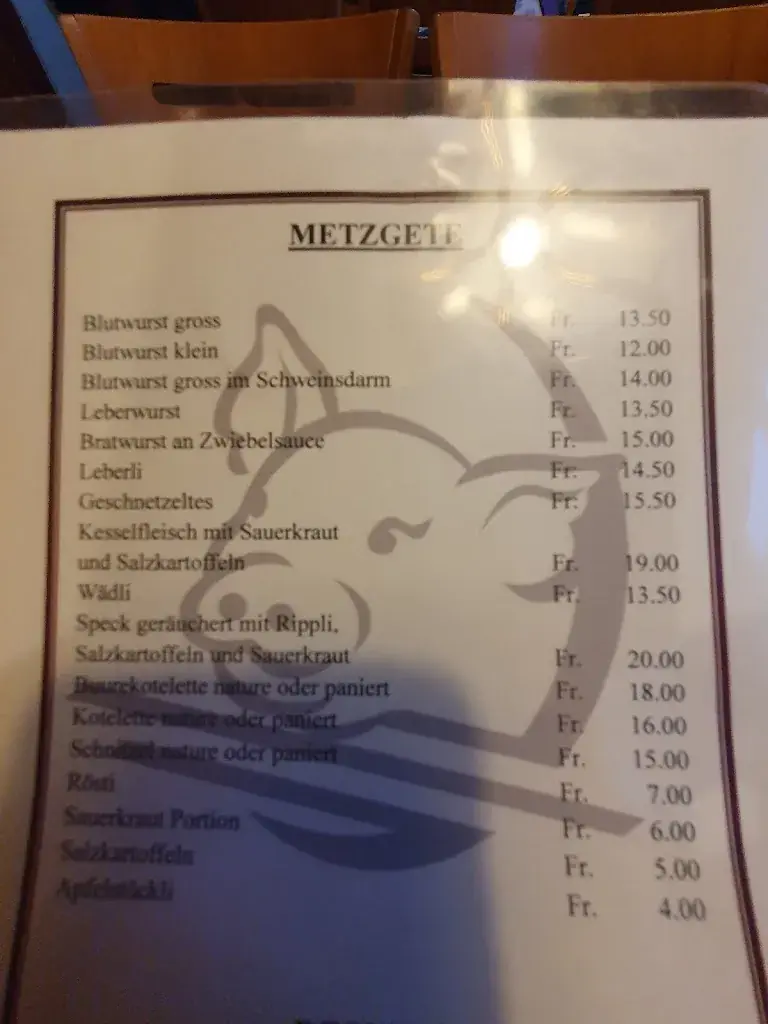 METZGETE
Blutwurst gross Fr. 13.50
Blutwurst klein Fr. 12.00
Blutwurst gross im Schweinsdarm Fr. 14.00
Leberwurst Fr. 13.50
Bratwurst an Zwiebelsauce Fr. 15.00
Leberli Fr. 14.50
Geschnetzeltes Fr. 15.50
Kesselfleisch mit Sauerkraut
und Salzkartoffeln Fr. 19.00
Wädli Fr. 13.50
Speck geräuchert mit Rippli,
Salzkartoffeln und Sauerkraut Fr. 20.00
Buurekotelette nature oder paniert Fr. 18.00
Kotelette nature oder paniert Fr. 16.00
Schnitzel nature oder paniert Fr. 15.00
Rösti Fr. 7.00
Sauerkraut Portion Fr. 6.00
Salzkartoffeln Fr. 5.00
Apfelstückli Fr. 4.00